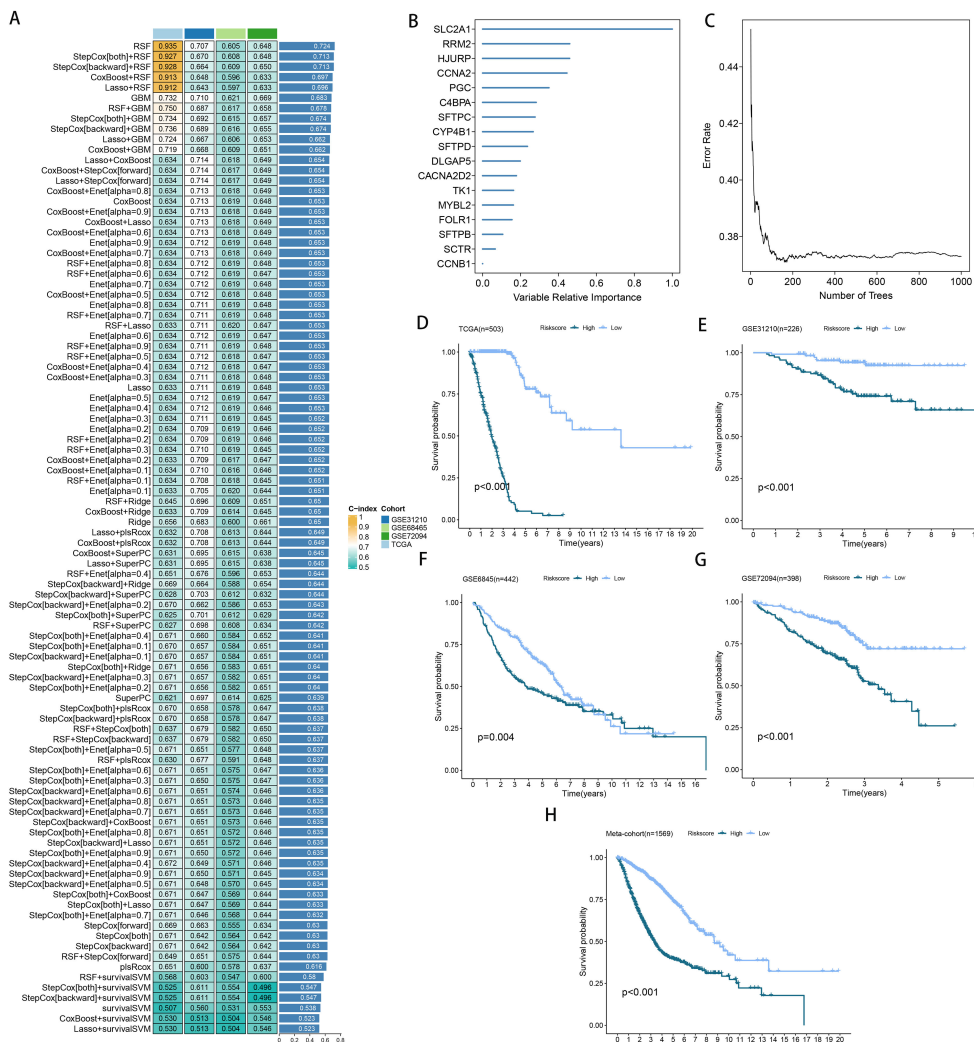 A
RSF 0.935 0.707 0.605 0.648 0.724
StepCox[both]+RSF 0.927 0.670 0.608 0.648 0.713
StepCox[backward]+RSF 0.928 0.664 0.609 0.650 0.713
CoxBoost+RSF 0.913 0.648 0.596 0.633 0.697
Lasso+RSF 0.912 0.643 0.597 0.633 0.696
GBM 0.732 0.710 0.621 0.669 0.683
RSF+GBM 0.750 0.687 0.617 0.658 0.678
StepCox[both]+GBM 0.734 0.692 0.615 0.657 0.674
StepCox[backward]+GBM 0.736 0.689 0.616 0.655 0.674
Lasso+GBM 0.724 0.667 0.606 0.653 0.662
CoxBoost+GBM 0.719 0.668 0.609 0.651 0.662
Lasso+CoxBoost 0.634 0.714 0.618 0.649 0.654
CoxBoost+StepCox[forward] 0.634 0.714 0.617 0.649 0.654
Lasso+StepCox[forward] 0.634 0.714 0.617 0.649 0.654
CoxBoost+Enet[alpha=0.8] 0.634 0.713 0.618 0.649 0.653
CoxBoost 0.634 0.713 0.618 0.649 0.653
CoxBoost+Enet[alpha=0.9] 0.634 0.713 0.618 0.649 0.653
CoxBoost+Lasso 0.634 0.713 0.618 0.649 0.653
CoxBoost+Enet[alpha=0.6] 0.634 0.713 0.618 0.649 0.653
Enet[alpha=0.9] 0.634 0.712 0.619 0.648 0.653
CoxBoost+Enet[alpha=0.7] 0.634 0.713 0.618 0.649 0.653
RSF+Enet[alpha=0.8] 0.634 0.712 0.619 0.648 0.653
RSF+Enet[alpha=0.6] 0.634 0.712 0.619 0.647 0.653
Enet[alpha=0.7] 0.634 0.712 0.619 0.648 0.653
CoxBoost+Enet[alpha=0.5] 0.634 0.712 0.618 0.648 0.653
Enet[alpha=0.8] 0.634 0.711 0.619 0.648 0.653
RSF+Enet[alpha=0.7] 0.634 0.711 0.619 0.648 0.653
RSF+Lasso 0.633 0.711 0.620 0.647 0.653
Enet[alpha=0.6] 0.634 0.712 0.619 0.647 0.653
RSF+Enet[alpha=0.9] 0.634 0.711 0.619 0.648 0.653
RSF+Enet[alpha=0.5] 0.634 0.712 0.618 0.647 0.653
CoxBoost+Enet[alpha=0.4] 0.634 0.712 0.618 0.647 0.653
CoxBoost+Enet[alpha=0.3] 0.634 0.711 0.618 0.648 0.653
Lasso 0.633 0.711 0.619 0.648 0.653
Enet[alpha=0.5] 0.634 0.712 0.619 0.647 0.653
Enet[alpha=0.4] 0.634 0.712 0.619 0.646 0.653
Enet[alpha=0.3] 0.634 0.711 0.619 0.645 0.652
Enet[alpha=0.2] 0.634 0.709 0.619 0.646 0.652
RSF+Enet[alpha=0.2] 0.634 0.709 0.619 0.646 0.652
RSF+Enet[alpha=0.3] 0.634 0.710 0.619 0.645 0.652
CoxBoost+Enet[alpha=0.2] 0.633 0.709 0.617 0.647 0.652
CoxBoost+Enet[alpha=0.1] 0.634 0.710 0.616 0.646 0.652
RSF+Enet[alpha=0.1] 0.634 0.708 0.618 0.645 0.651
Enet[alpha=0.1] 0.633 0.705 0.620 0.644 0.651
RSF+Ridge 0.645 0.696 0.609 0.651 0.65
CoxBoost+Ridge 0.633 0.709 0.614 0.645 0.65
Ridge 0.656 0.683 0.600 0.661 0.65
Lasso+plsRcox 0.632 0.708 0.613 0.644 0.649
CoxBoost+plsRcox 0.632 0.708 0.613 0.644 0.649
CoxBoost+SuperPC 0.631 0.695 0.615 0.638 0.645
Lasso+SuperPC 0.631 0.695 0.615 0.638 0.645
RSF+Enet[alpha=0.4] 0.651 0.676 0.596 0.653 0.644
StepCox[backward]+Ridge 0.669 0.664 0.588 0.654 0.644
StepCox[backward]+SuperPC 0.628 0.703 0.612 0.632 0.644
StepCox[backward]+Enet[alpha=0.2] 0.670 0.662 0.586 0.653 0.643
StepCox[both]+SuperPC 0.625 0.701 0.612 0.629 0.642
RSF+SuperPC 0.627 0.698 0.608 0.634 0.642
StepCox[both]+Enet[alpha=0.4] 0.671 0.660 0.584 0.652 0.641
StepCox[both]+Enet[alpha=0.1] 0.670 0.657 0.584 0.651 0.641
StepCox[backward]+Enet[alpha=0.1] 0.670 0.657 0.584 0.651 0.641
StepCox[both]+Ridge 0.671 0.656 0.583 0.651 0.64
StepCox[backward]+Enet[alpha=0.3] 0.671 0.657 0.582 0.651 0.64
StepCox[both]+Enet[alpha=0.2] 0.671 0.656 0.582 0.651 0.64
SuperPC 0.621 0.697 0.614 0.625 0.639
StepCox[both]+plsRcox 0.670 0.658 0.578 0.647 0.638
StepCox[backward]+plsRcox 0.670 0.658 0.578 0.647 0.638
RSF+StepCox[both] 0.637 0.679 0.582 0.650 0.637
RSF+StepCox[backward] 0.637 0.679 0.582 0.650 0.637
StepCox[both]+Enet[alpha=0.5] 0.671 0.651 0.577 0.648 0.637
RSF+plsRcox 0.630 0.677 0.591 0.648 0.637
StepCox[both]+Enet[alpha=0.6] 0.671 0.651 0.575 0.647 0.636
StepCox[both]+Enet[alpha=0.3] 0.671 0.650 0.575 0.647 0.636
StepCox[backward]+Enet[alpha=0.6] 0.671 0.651 0.574 0.646 0.636
StepCox[backward]+Enet[alpha=0.8] 0.671 0.651 0.573 0.646 0.635
StepCox[backward]+Enet[alpha=0.7] 0.671 0.651 0.573 0.646 0.635
StepCox[backward]+CoxBoost 0.671 0.651 0.572 0.646 0.635
StepCox[both]+Enet[alpha=0.8] 0.671 0.651 0.572 0.646 0.635
StepCox[backward]+Lasso 0.671 0.651 0.572 0.646 0.635
StepCox[both]+Enet[alpha=0.9] 0.671 0.650 0.572 0.646 0.635
StepCox[backward]+Enet[alpha=0.4] 0.672 0.649 0.571 0.646 0.635
StepCox[backward]+Enet[alpha=0.9] 0.671 0.650 0.571 0.645 0.634
StepCox[backward]+Enet[alpha=0.5] 0.671 0.648 0.570 0.645 0.634
StepCox[both]+CoxBoost 0.671 0.647 0.569 0.644 0.633
StepCox[both]+Lasso 0.671 0.647 0.569 0.644 0.633
StepCox[both]+Enet[alpha=0.7] 0.671 0.646 0.568 0.644 0.632
StepCox[forward] 0.669 0.663 0.555 0.634 0.63
StepCox[both] 0.671 0.642 0.564 0.642 0.63
StepCox[backward] 0.671 0.642 0.564 0.642 0.63
RSF+StepCox[forward] 0.649 0.651 0.575 0.644 0.63
plsRcox 0.651 0.600 0.578 0.637 0.616
RSF+survivalSVM 0.568 0.603 0.547 0.600 0.58
StepCox[both]+survivalSVM 0.525 0.611 0.554 0.496 0.547
StepCox[backward]+survivalSVM 0.525 0.611 0.554 0.496 0.547
survivalSVM 0.507 0.560 0.531 0.553 0.538
CoxBoost+survivalSVM 0.530 0.513 0.504 0.546 0.523
Lasso+survivalSVM 0.530 0.513 0.504 0.546 0.523
0 0.2 0.4 0.6 0.8
C-index Cohort
1
0.9
0.8
0.7
0.6
0.5
GSE31210
GSE68465
GSE72094
TCGA
B
SLC2A1
RRM2
HJURP
CCNA2
PGC
C4BPA
SFTPC
CYP4B1
SFTPD
DLGAP5
CACNA2D2
TK1
MYBL2
FOLR1
SFTPB
SCTR
CCNB1
0.0 0.2 0.4 0.6 0.8 1.0
Variable Relative Importance
C
Error Rate
0.44
0.42
0.40
0.38
0 200 400 600 800 1000
Number of Trees
D
TCGA(n=503) Riskscore High Low
Survival probability
1.00
0.75
0.50
0.25
0.00
p<0.001
0 1 2 3 4 5 6 7 8 9 10 11 12 13 14 15 16 17 18 19 20
Time(years)
E
GSE31210(n=226) Riskscore High Low
Survival probability
1.00
0.75
0.50
0.25
0.00
p<0.001
0 1 2 3 4 5 6 7 8 9 1
Time(years)
F
GSE6845(n=442) Riskscore High Low
Survival probability
1.00
0.75
0.50
0.25
0.00
p=0.004
0 1 2 3 4 5 6 7 8 9 10 11 12 13 14 15 16
Time(years)
G
GSE72094(n=398) Riskscore High Low
Survival probability
1.00
0.75
0.50
0.25
0.00
p<0.001
0 1 2 3 4 5
Time(years)
H
Meta-cohort(n=1569) Riskscore High Low
Survival probability
1.00
0.75
0.50
0.25
0.00
p<0.001
0 1 2 3 4 5 6 7 8 9 10 11 12 13 14 15 16 17 18 19 20
Time(years)